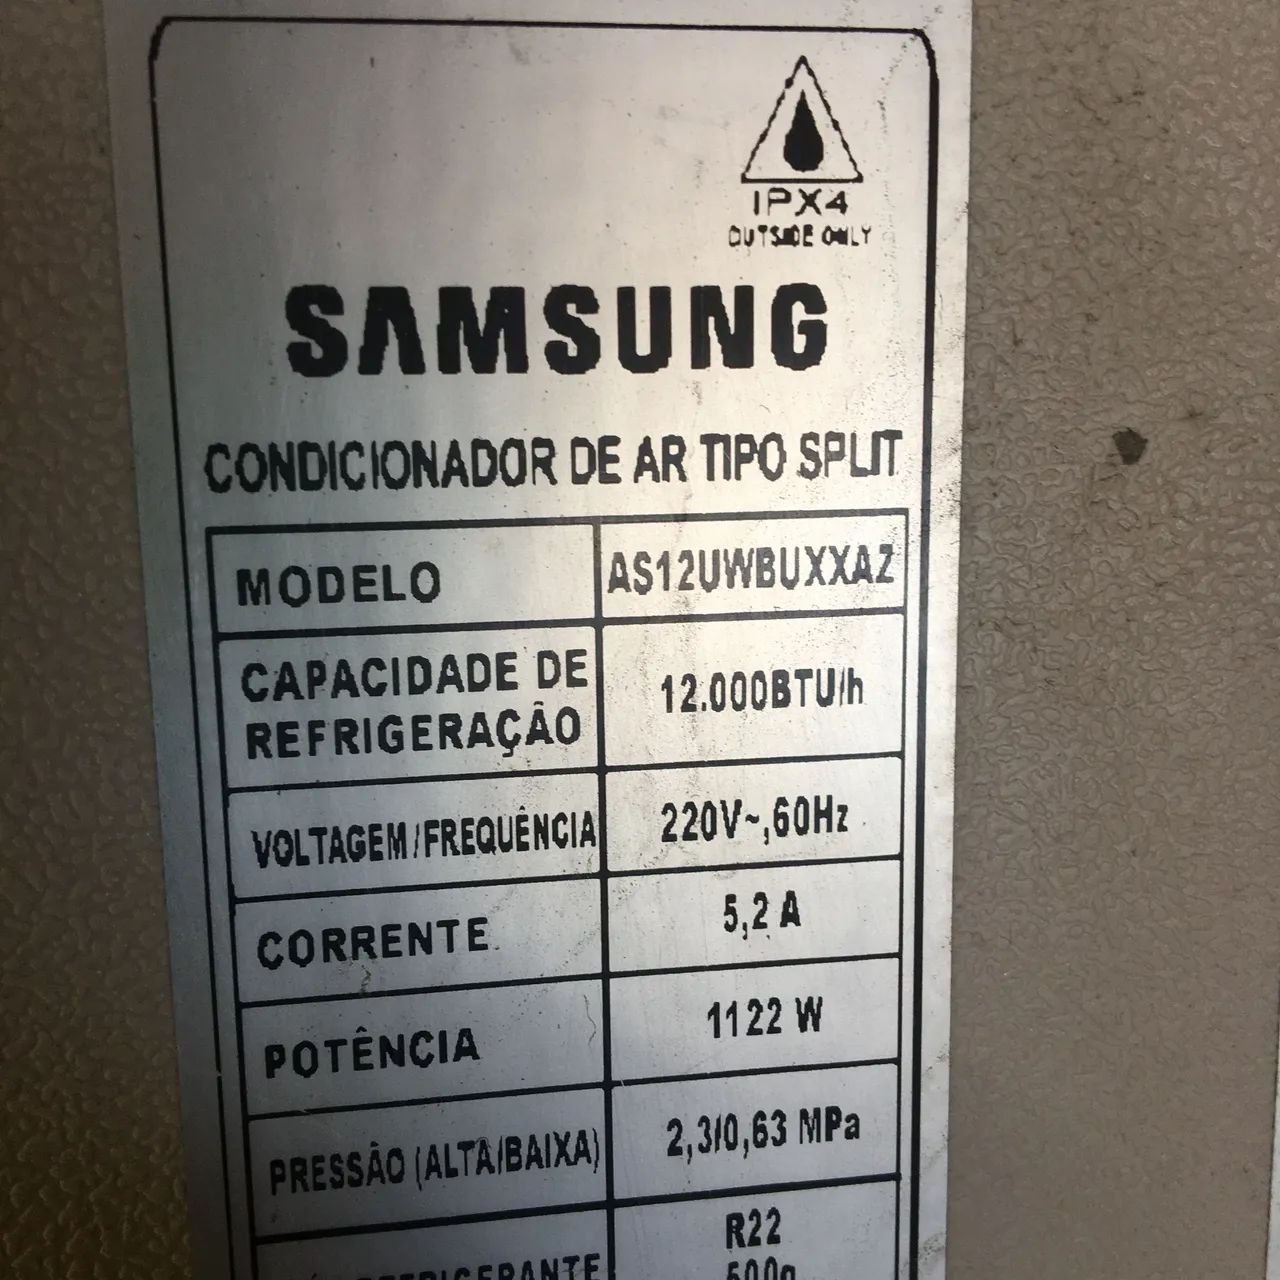 IPX4
OUTSIDE ONLY
SAMSUNG
CONDICIONADOR DE AR TIPO SPLIT
MODELO AS12UWBUXXAZ
CAPACIDADE DE REFRIGERAÇÃO 12.000BTU/h
VOLTAGEM/FREQUÊNCIA 220V~,60Hz
CORRENTE 5,2 A
POTÊNCIA 1122 W
PRESSÃO (ALTA/BAIXA) 2,3/0,63 MPa
R22